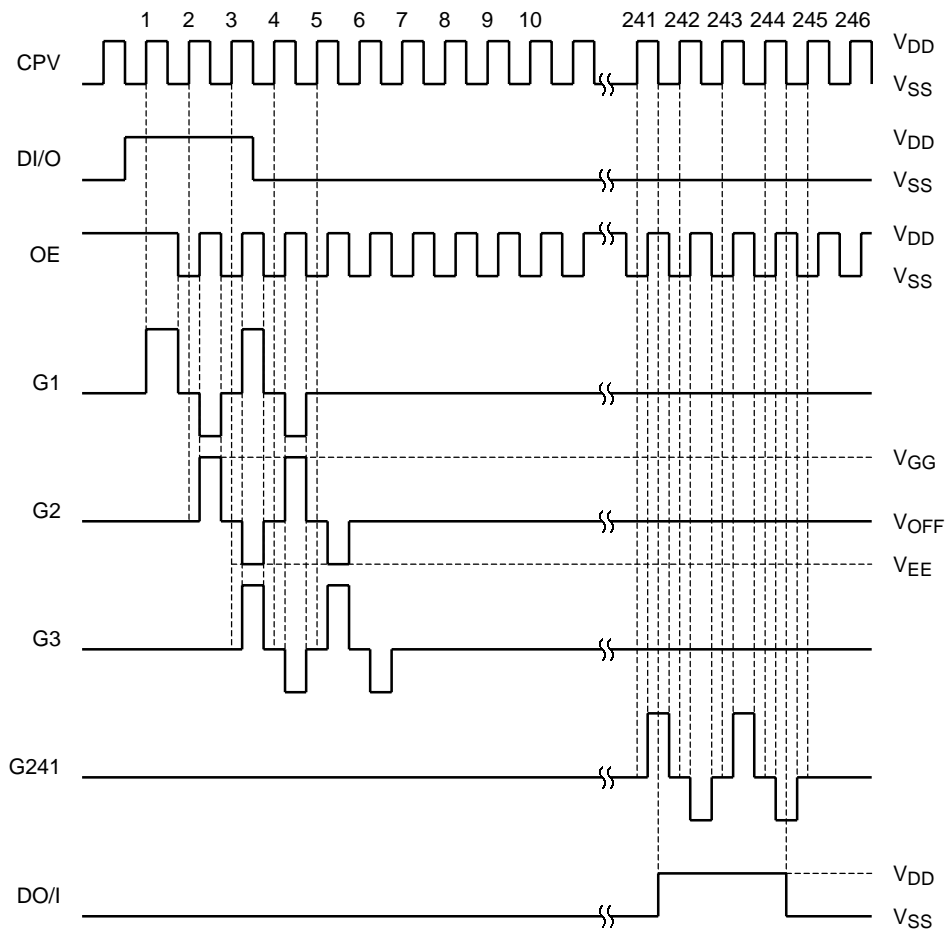 1 2 3 4 5 6 7 8 9 10 241 242 243 244 245 246
CPV VDD
VSS
DI/O VDD
VSS
OE VDD
VSS
G1
VGG
G2 VOFF
VEE
G3
G241
VDD
DO/I
VSS